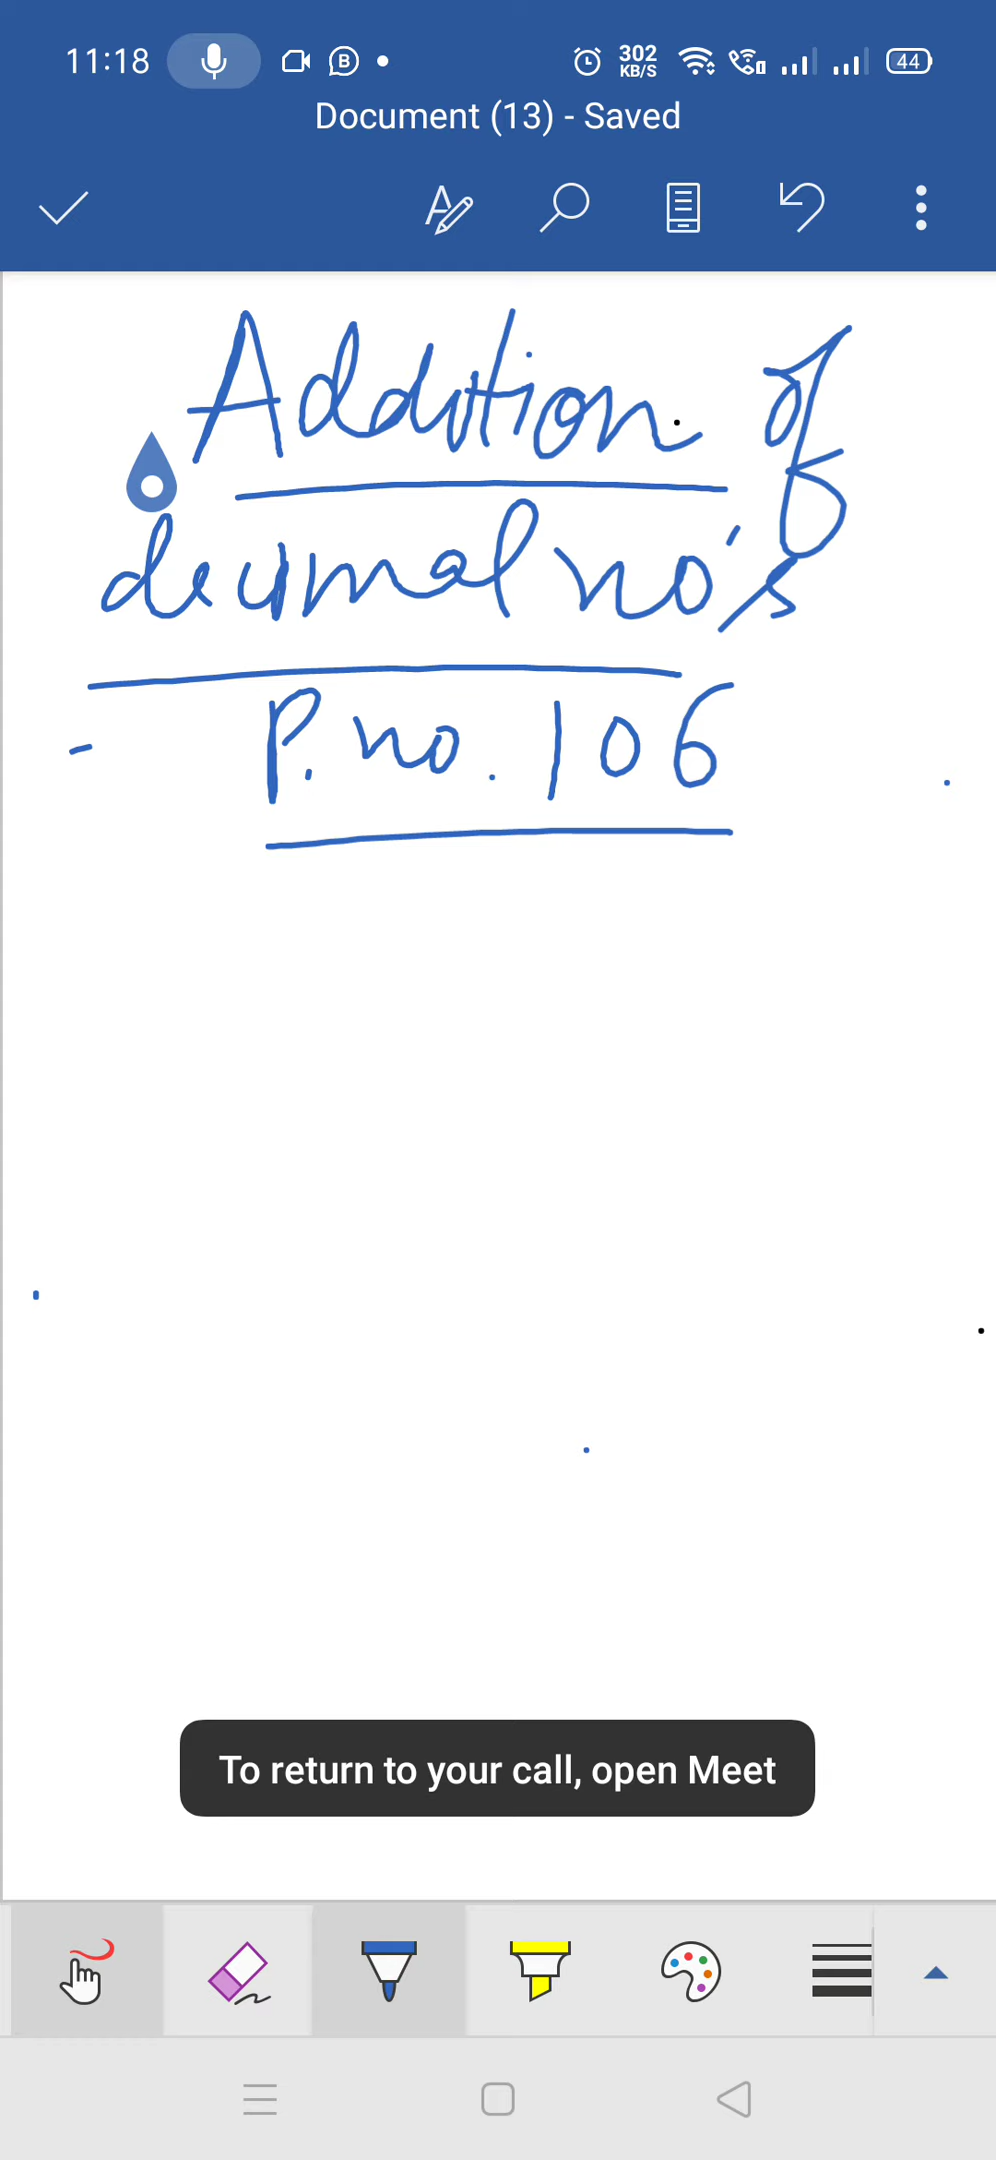 11:18 B 302 KB/S 44
Document (13) - Saved
Addition of
decimal no's
P. no. 106
To return to your call, open Meet